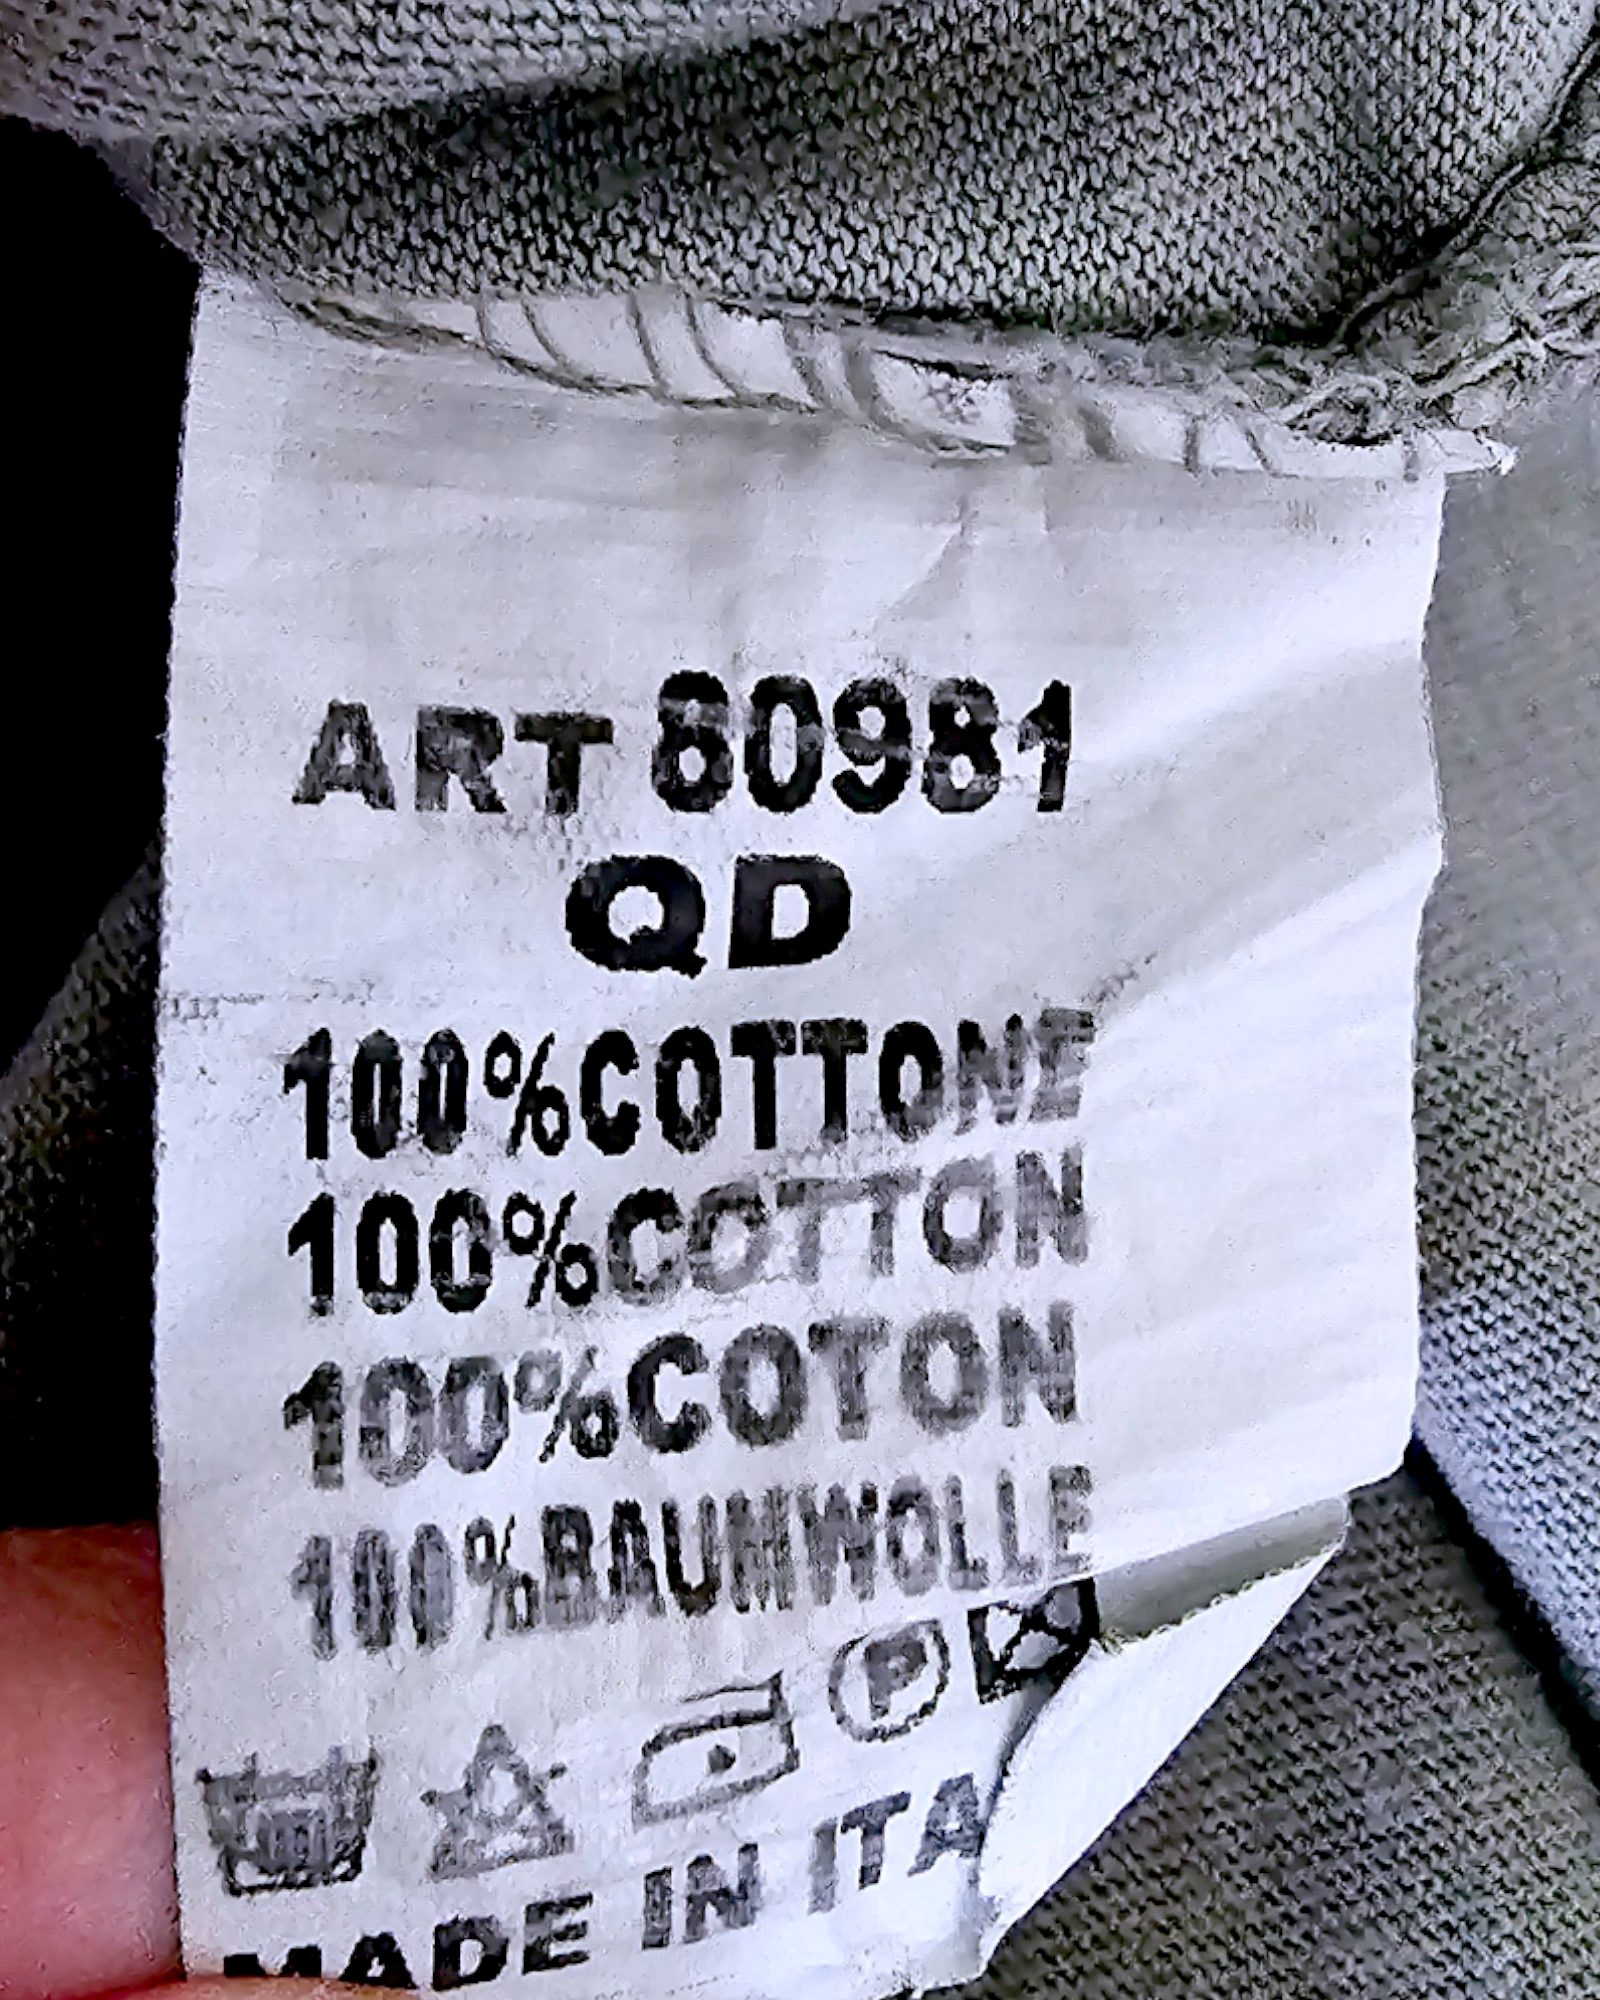 ART 80981
QD
100%COTTONE
100%COTTON
100%COTON
100%BAUMWOLLE
P
MADE IN ITA